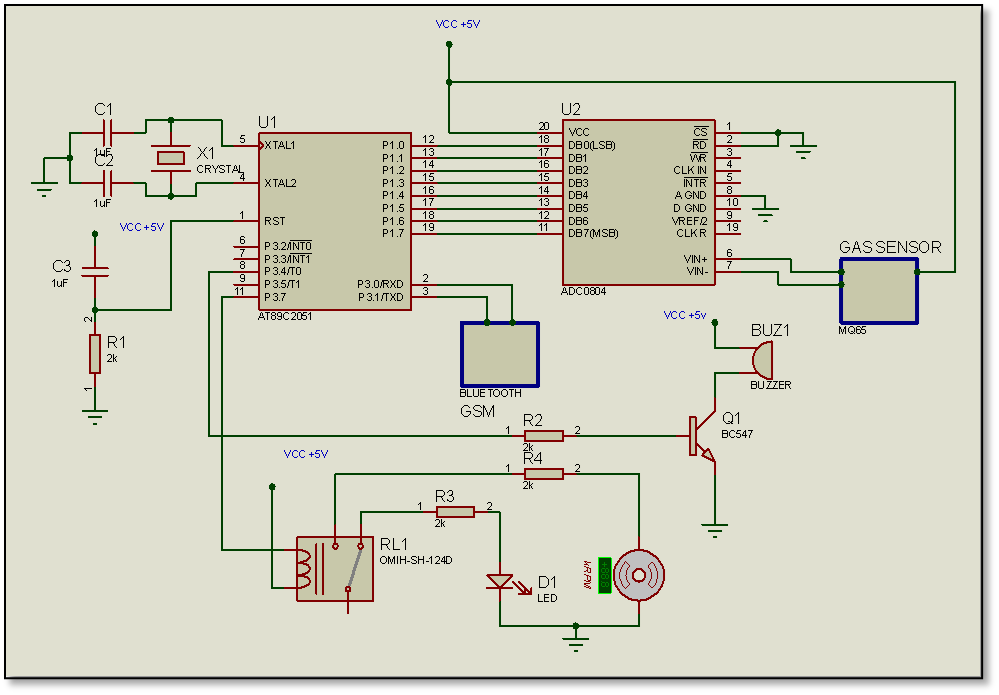 VCC +5V
C1
1uF
C2
1uF
X1
CRYSTAL
U1
5 XTAL1
4 XTAL2
1 RST
6 P3.2/INT0
7 P3.3/INT1
8 P3.4/T0
9 P3.5/T1
11 P3.7
P1.0 12
P1.1 13
P1.2 14
P1.3 15
P1.4 16
P1.5 17
P1.6 18
P1.7 19
P3.0/RXD 2
P3.1/TXD 3
AT89C2051
U2
20 VCC
18 DB0(LSB)
17 DB1
16 DB2
15 DB3
14 DB4
13 DB5
12 DB6
11 DB7(MSB)
CS 1
RD 2
WR 3
CLK IN 4
INTR 5
A GND 8
D GND 10
VREF/2 9
CLK R 19
VIN+ 6
VIN- 7
ADC0804
GAS SENSOR
MQ65
VCC +5V
C3
1uF
2
R1
2k
1
BLUETOOTH
GSM
VCC +5v
BUZ1
BUZZER
Q1
BC547
R2
1 2
2k
R4
1 2
2k
VCC +5V
R3
1 2
2k
RL1
OMIH-SH-124D
D1
LED
kRPM